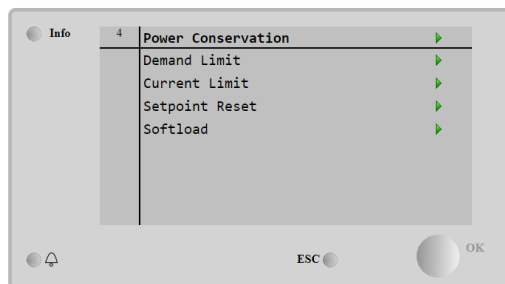 Info
4 Power Conservation
Demand Limit
Current Limit
Setpoint Reset
Softload
ESC
OK